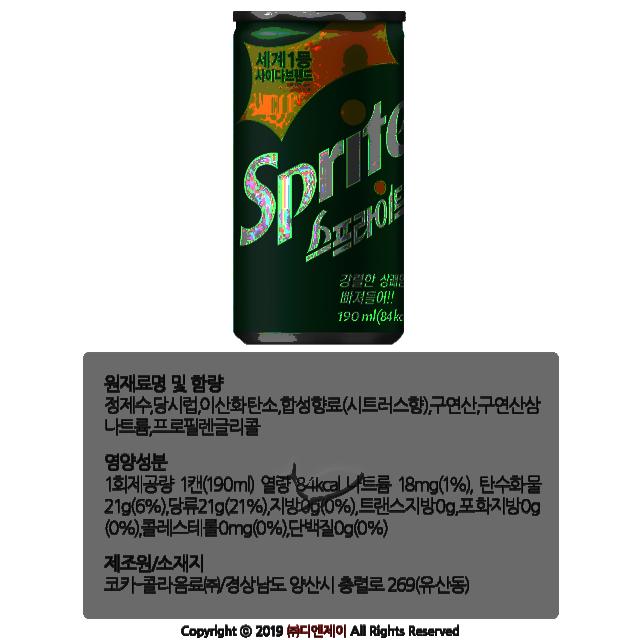 세계1등
사이다브랜드
Sprite
스프라이트
강렬한 상쾌한
빠져들어!!
190 ml(84kc
원재료명 및 함량
정제수,당시럽,이산화탄소,합성향료(시트러스향),구연산,구연산삼
나트륨,프로필렌글리콜
영양성분
1회제공량 1캔(190ml) 열량 84kcal 나트륨 18mg(1%), 탄수화물
21g(6%),당류21g(21%),지방0g(0%),트랜스지방0g,포화지방0g
(0%),콜레스테롤0mg(0%),단백질0g(0%)
제조원/소재지
코카-콜라음료㈜/경상남도 양산시 충렬로 269(유산동)
Copyright ⓒ 2019 ㈜디엔제이 All Rights Reserved